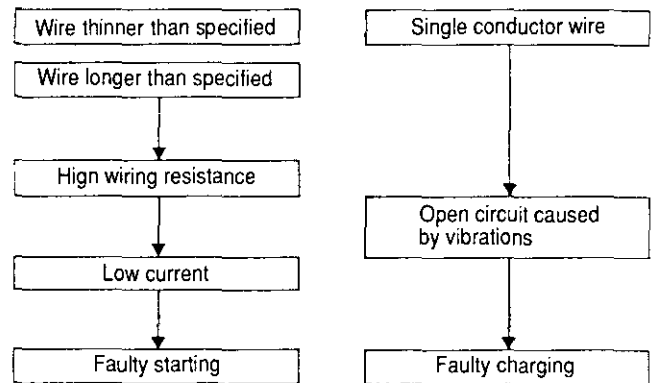 Wire thinner than specified
Wire longer than specified
Hign wiring resistance
Low current
Faulty starting
Single conductor wire
Open circuit caused
by vibrations
Faulty charging